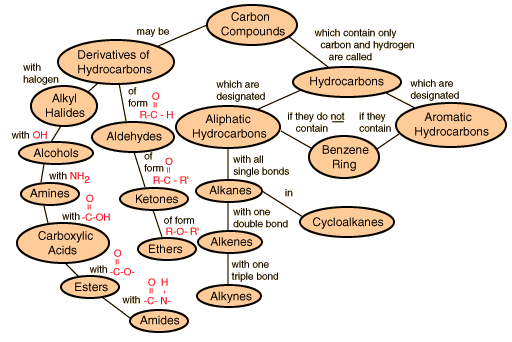 Carbon
Compounds
may be
which contain only
carbon and hydrogen
are called
Derivatives of
Hydrocarbons
Hydrocarbons
with
halogen
of
form
O
R-C - H
which are
designated
which are
designated
Alkyl
Halides
Aliphatic
Hydrocarbons
if they do not
contain
if they
contain
Aromatic
Hydrocarbons
with OH
Aldehydes
Benzene
Ring
Alcohols
of
form
O
R-C - R'
with all
single bonds
with NH2
Amines
Ketones
Alkanes
in
Cycloalkanes
O
with -C-OH
of form
R-O- R'
with one
double bond
Carboxylic
Acids
Ethers
Alkenes
O
with -C-O-
with one
triple bond
Esters
O H
with -C- N-
Alkynes
Amides